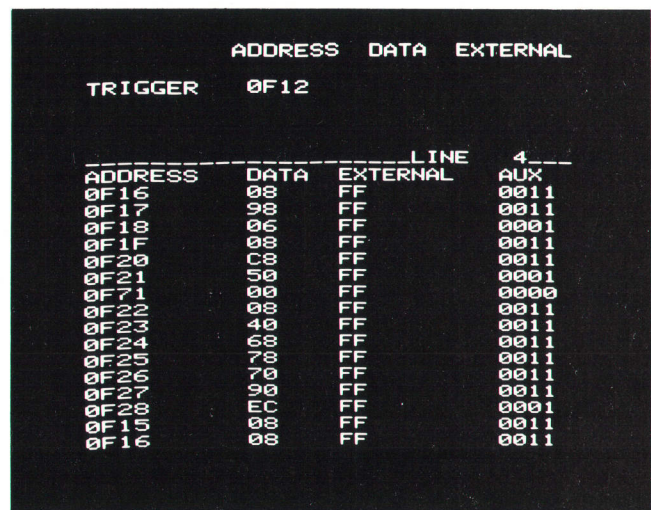 ADDRESS DATA EXTERNAL
TRIGGER 0F12
_______________________LINE 4___
ADDRESS DATA EXTERNAL AUX
0F16 08 FF 0011
0F17 98 FF 0011
0F18 06 FF 0001
0F1F 08 FF 0011
0F20 C8 FF 0011
0F21 50 FF 0001
0F71 00 FF 0000
0F22 08 FF 0011
0F23 40 FF 0011
0F24 68 FF 0011
0F25 78 FF 0011
0F26 70 FF 0011
0F27 90 FF 0011
0F28 EC FF 0001
0F15 08 FF 0011
0F16 08 FF 0011